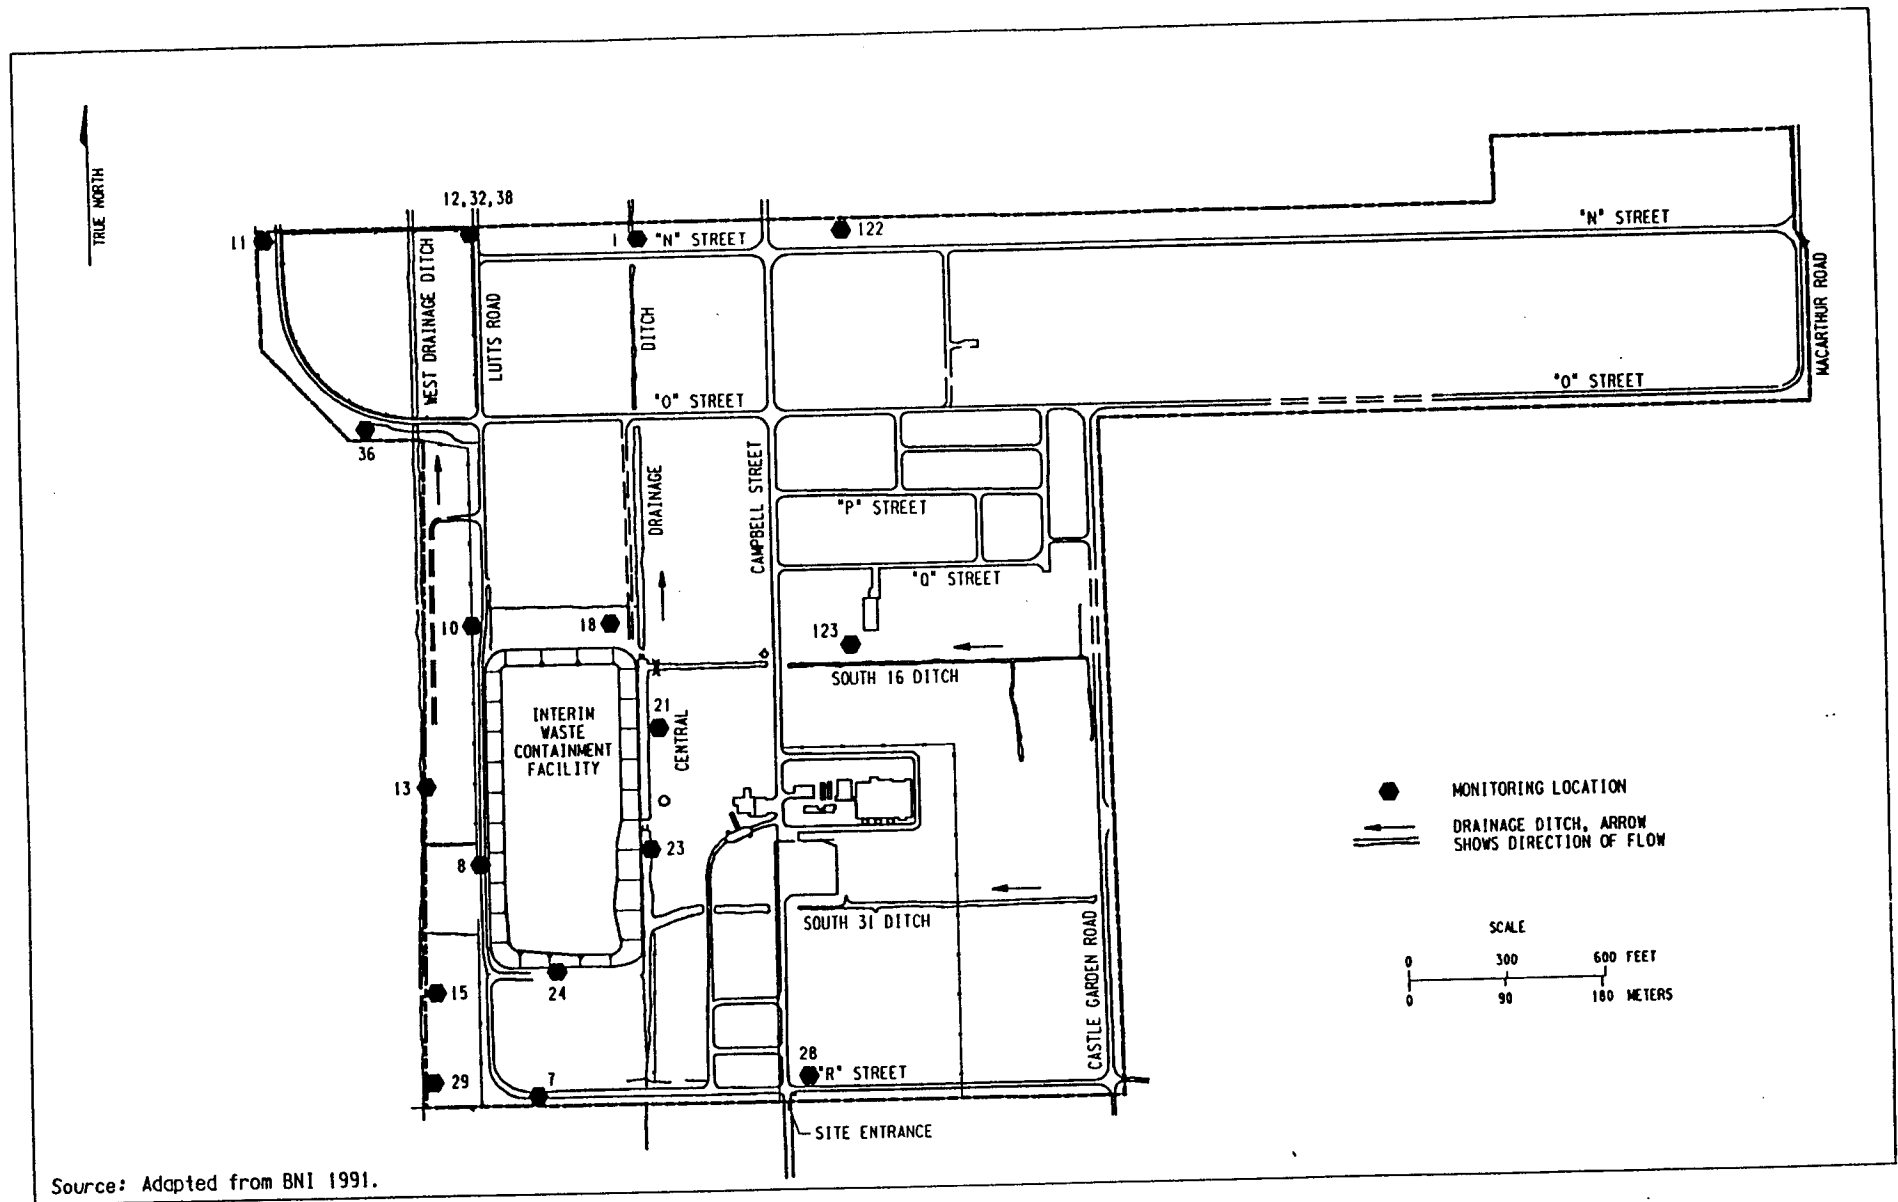 TRUE NORTH
12,32,38
11
1
"N" STREET
122
"N" STREET
WEST DRAINAGE DITCH
LUTTS ROAD
DITCH
MACARTHUR ROAD
"O" STREET
"O" STREET
36
DRAINAGE
CAMPBELL STREET
"P" STREET
"Q" STREET
10
18
123
SOUTH 16 DITCH
21
CENTRAL
INTERIM
WASTE
CONTAINMENT
FACILITY
13
23
8
SOUTH 31 DITCH
CASTLE GARDEN ROAD
15
24
28
"R" STREET
29
7
SITE ENTRANCE
MONITORING LOCATION
DRAINAGE DITCH, ARROW
SHOWS DIRECTION OF FLOW
SCALE
0 300 600 FEET
0 90 180 METERS
Source: Adapted from BNI 1991.